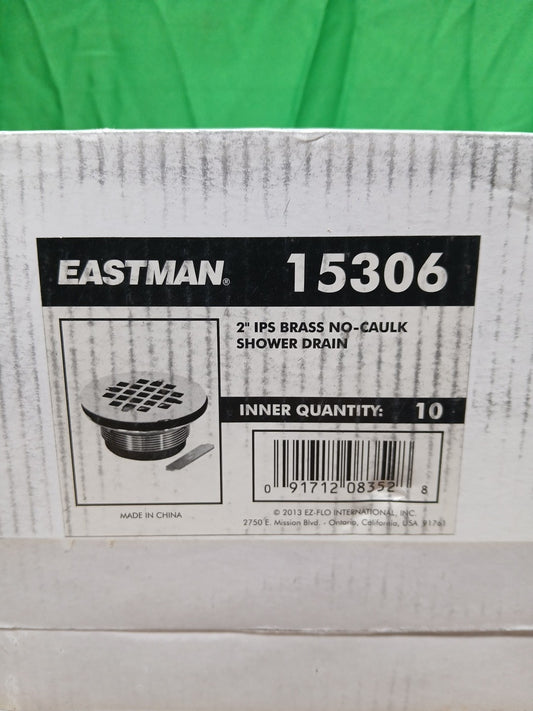 EASTMAN® 15306
2" IPS BRASS NO-CAULK
SHOWER DRAIN
INNER QUANTITY: 10
0 91712 08352 8
MADE IN CHINA
© 2013 EZ-FLO INTERNATIONAL, INC.
2750 E. Mission Blvd. - Ontario, California, USA 91761